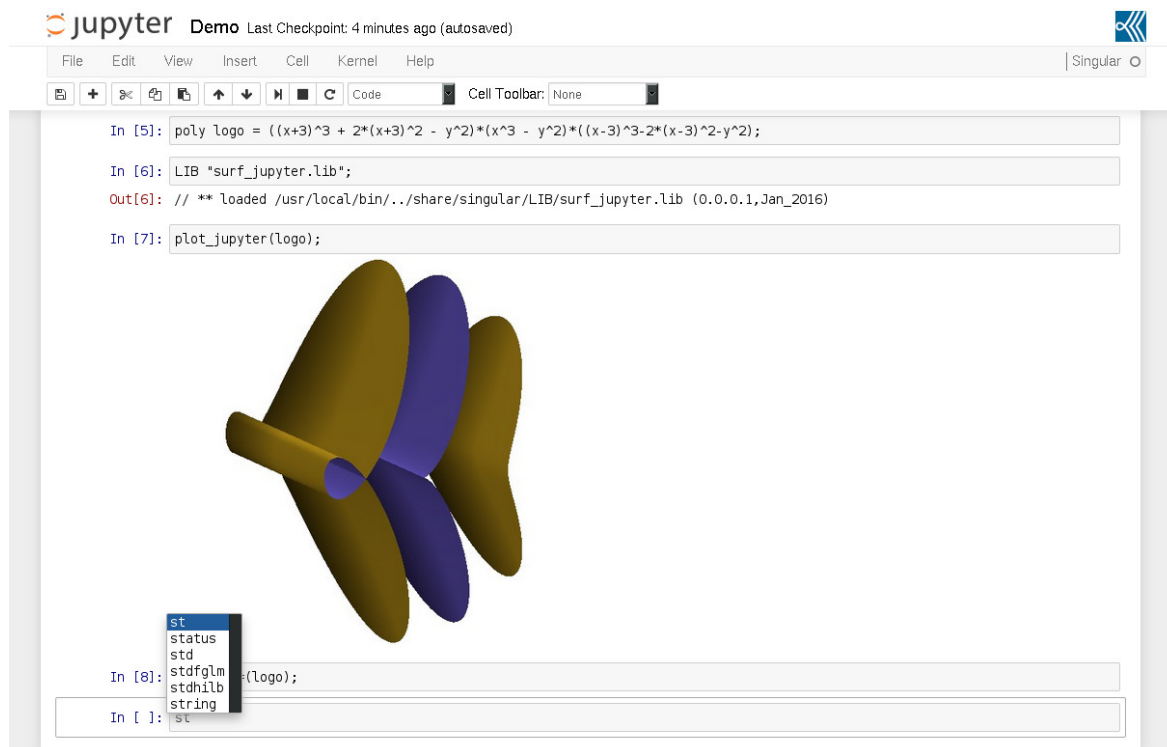 jupyter Demo Last Checkpoint: 4 minutes ago (autosaved)
File Edit View Insert Cell Kernel Help Singular
Code Cell Toolbar: None
In [5]: poly logo = ((x+3)^3 + 2*(x+3)^2 - y^2)*(x^3 - y^2)*((x-3)^3-2*(x-3)^2-y^2);
In [6]: LIB "surf_jupyter.lib";
Out[6]: // ** loaded /usr/local/bin/../share/singular/LIB/surf_jupyter.lib (0.0.0.1,Jan_2016)
In [7]: plot_jupyter(logo);
st
status
std
stdfglm
stdhilb
string
In [8]: (logo);
In [ ]: st